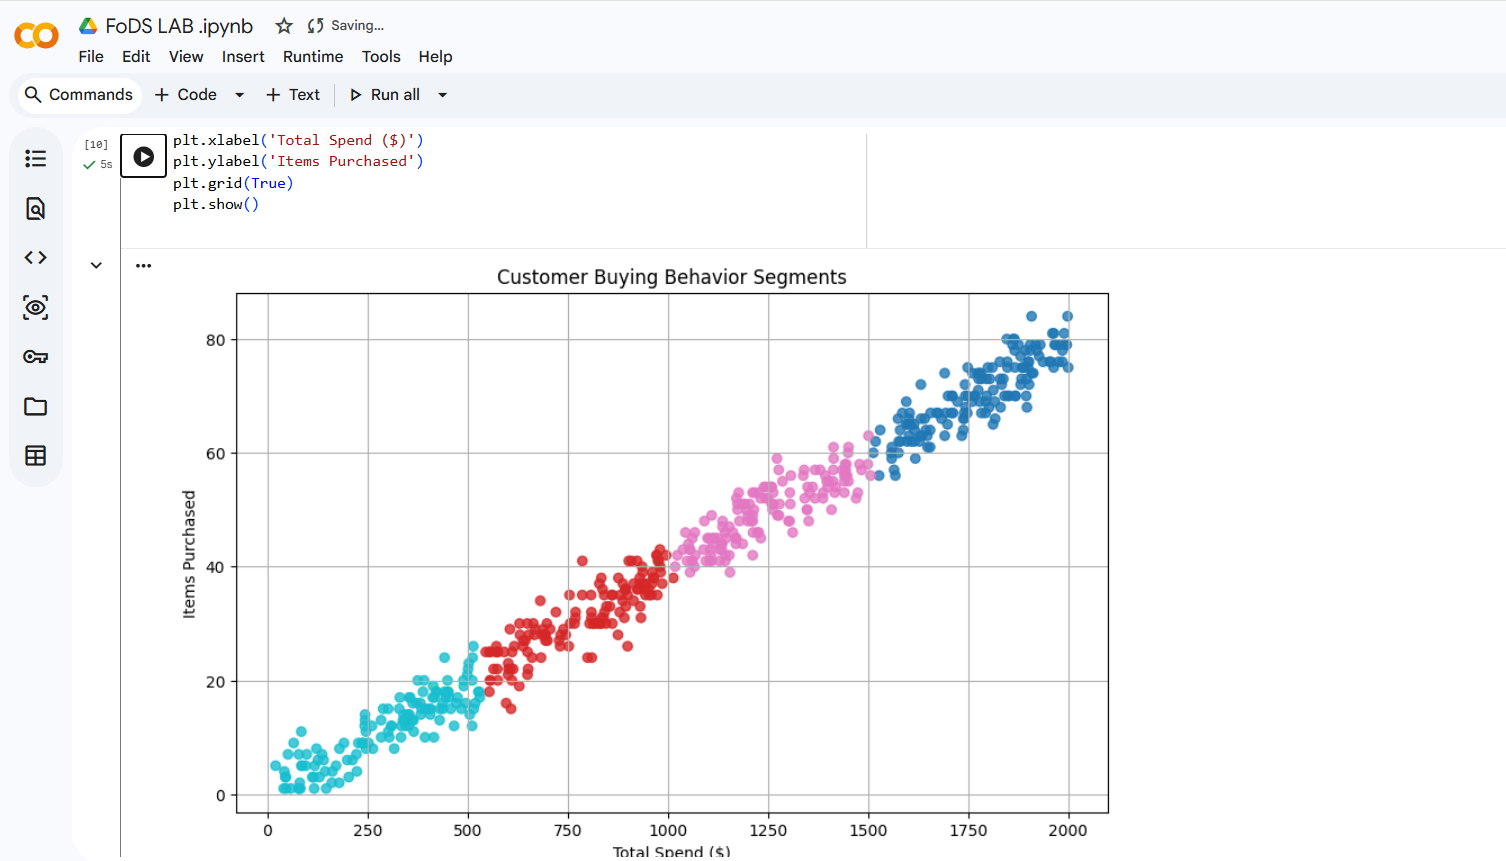 FoDS LAB .ipynb Saving...
File Edit View Insert Runtime Tools Help
Commands + Code + Text Run all
[10] plt.xlabel('Total Spend ($)')
5s plt.ylabel('Items Purchased')
plt.grid(True)
plt.show()
Customer Buying Behavior Segments
80
60
40
20
0
Items Purchased
0 250 500 750 1000 1250 1500 1750 2000
Total Spend ($)